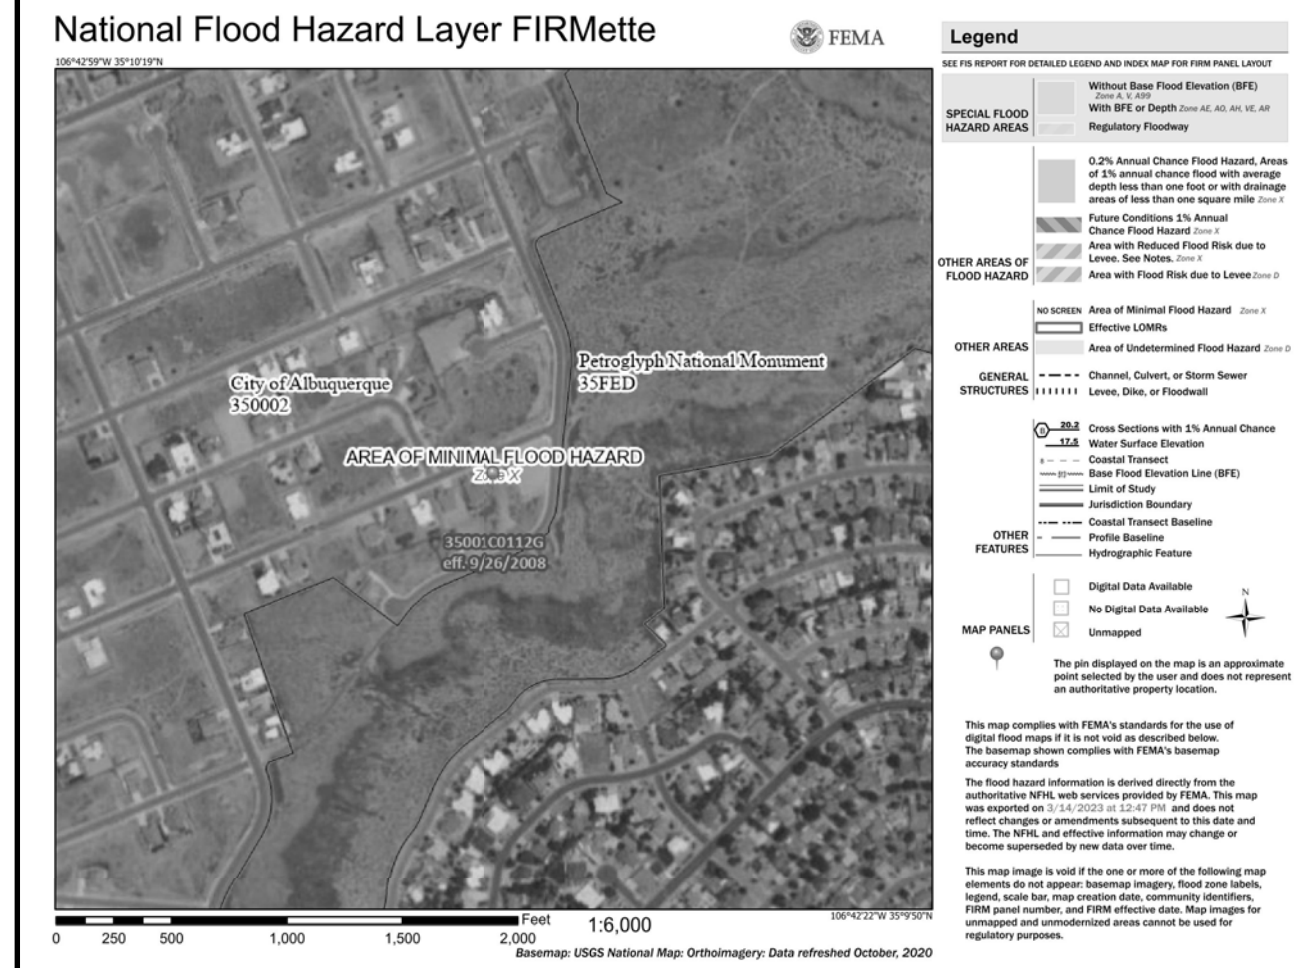 National Flood Hazard Layer FIRMette
FEMA
106°42'59"W 35°10'19"N
City of Albuquerque
350002
Petroglyph National Monument
35FED
AREA OF MINIMAL FLOOD HAZARD
Zone X
35001C0112G
eff. 9/26/2008
0 250 500 1,000 1,500 2,000
Feet
1:6,000
106°42'22"W 35°9'50"N
Basemap: USGS National Map: Orthoimagery: Data refreshed October, 2020
Legend
SEE FIS REPORT FOR DETAILED LEGEND AND INDEX MAP FOR FIRM PANEL LAYOUT
SPECIAL FLOOD
HAZARD AREAS
Without Base Flood Elevation (BFE)
Zone A, V, A99
With BFE or Depth Zone AE, AO, AH, VE, AR
Regulatory Floodway
OTHER AREAS OF
FLOOD HAZARD
0.2% Annual Chance Flood Hazard, Areas
of 1% annual chance flood with average
depth less than one foot or with drainage
areas of less than one square mile Zone X
Future Conditions 1% Annual
Chance Flood Hazard Zone X
Area with Reduced Flood Risk due to
Levee. See Notes. Zone X
Area with Flood Risk due to Levee Zone D
OTHER AREAS
NO SCREEN Area of Minimal Flood Hazard Zone X
Effective LOMRs
Area of Undetermined Flood Hazard Zone D
GENERAL
STRUCTURES
Channel, Culvert, or Storm Sewer
Levee, Dike, or Floodwall
OTHER
FEATURES
B 20.2 Cross Sections with 1% Annual Chance
17.5 Water Surface Elevation
8 Coastal Transect
513 Base Flood Elevation Line (BFE)
Limit of Study
Jurisdiction Boundary
Coastal Transect Baseline
Profile Baseline
Hydrographic Feature
MAP PANELS
Digital Data Available
No Digital Data Available
Unmapped
N
The pin displayed on the map is an approximate
point selected by the user and does not represent
an authoritative property location.
This map complies with FEMA's standards for the use of
digital flood maps if it is not void as described below.
The basemap shown complies with FEMA's basemap
accuracy standards
The flood hazard information is derived directly from the
authoritative NFHL web services provided by FEMA. This map
was exported on 3/14/2023 at 12:47 PM and does not
reflect changes or amendments subsequent to this date and
time. The NFHL and effective information may change or
become superseded by new data over time.
This map image is void if the one or more of the following map
elements do not appear: basemap imagery, flood zone labels,
legend, scale bar, map creation date, community identifiers,
FIRM panel number, and FIRM effective date. Map images for
unmapped and unmodernized areas cannot be used for
regulatory purposes.